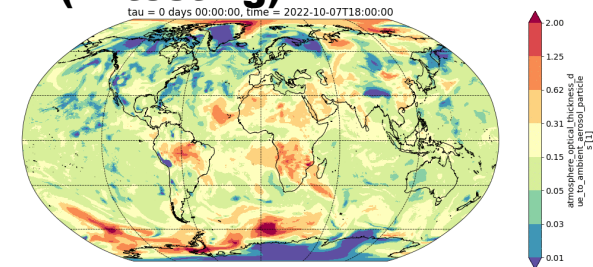 tau = 0 days 00:00:00, time = 2022-10-07T18:00:00
2.00
1.25
0.62
0.31
0.15
0.05
0.03
0.01
atmosphere_optical_thickness_d
ue_to_ambient_aerosol_particle
s [1]